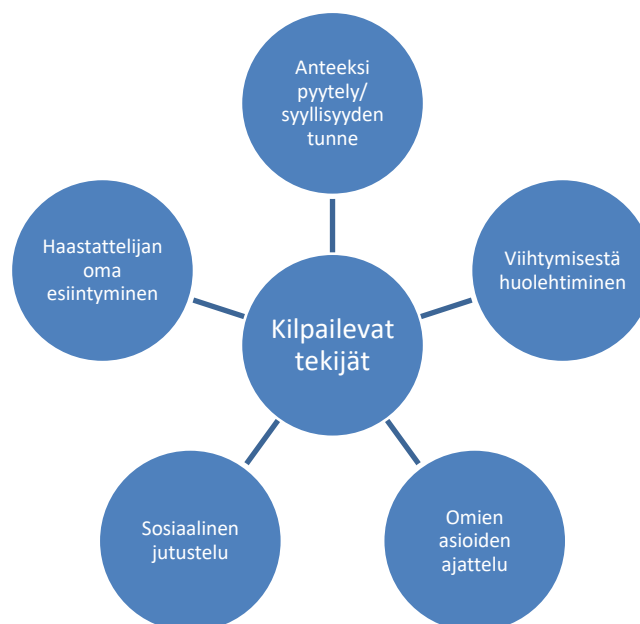 Anteeksi
pyytely/
syyllisyyden
tunne
Haastattelijan
oma
esiintyminen
Viihtymisestä
huolehtiminen
Kilpailevat
tekijät
Sosiaalinen
jutustelu
Omien
asioiden
ajattelu